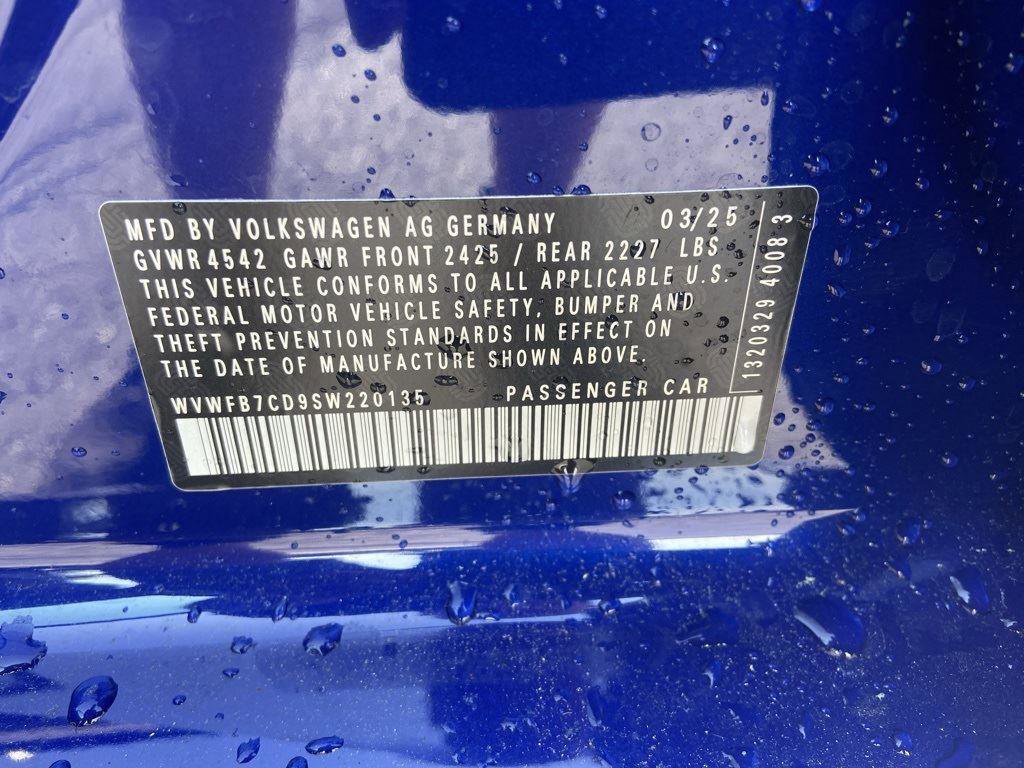 MFD BY VOLKSWAGEN AG GERMANY 03/25
GVWR 4542 GAWR FRONT 2425 / REAR 2227 LBS
THIS VEHICLE CONFORMS TO ALL APPLICABLE U.S.
FEDERAL MOTOR VEHICLE SAFETY, BUMPER AND
THEFT PREVENTION STANDARDS IN EFFECT ON
THE DATE OF MANUFACTURE SHOWN ABOVE.
WVWFB7CD9SW220135 PASSENGER CAR
1320329 4008 3